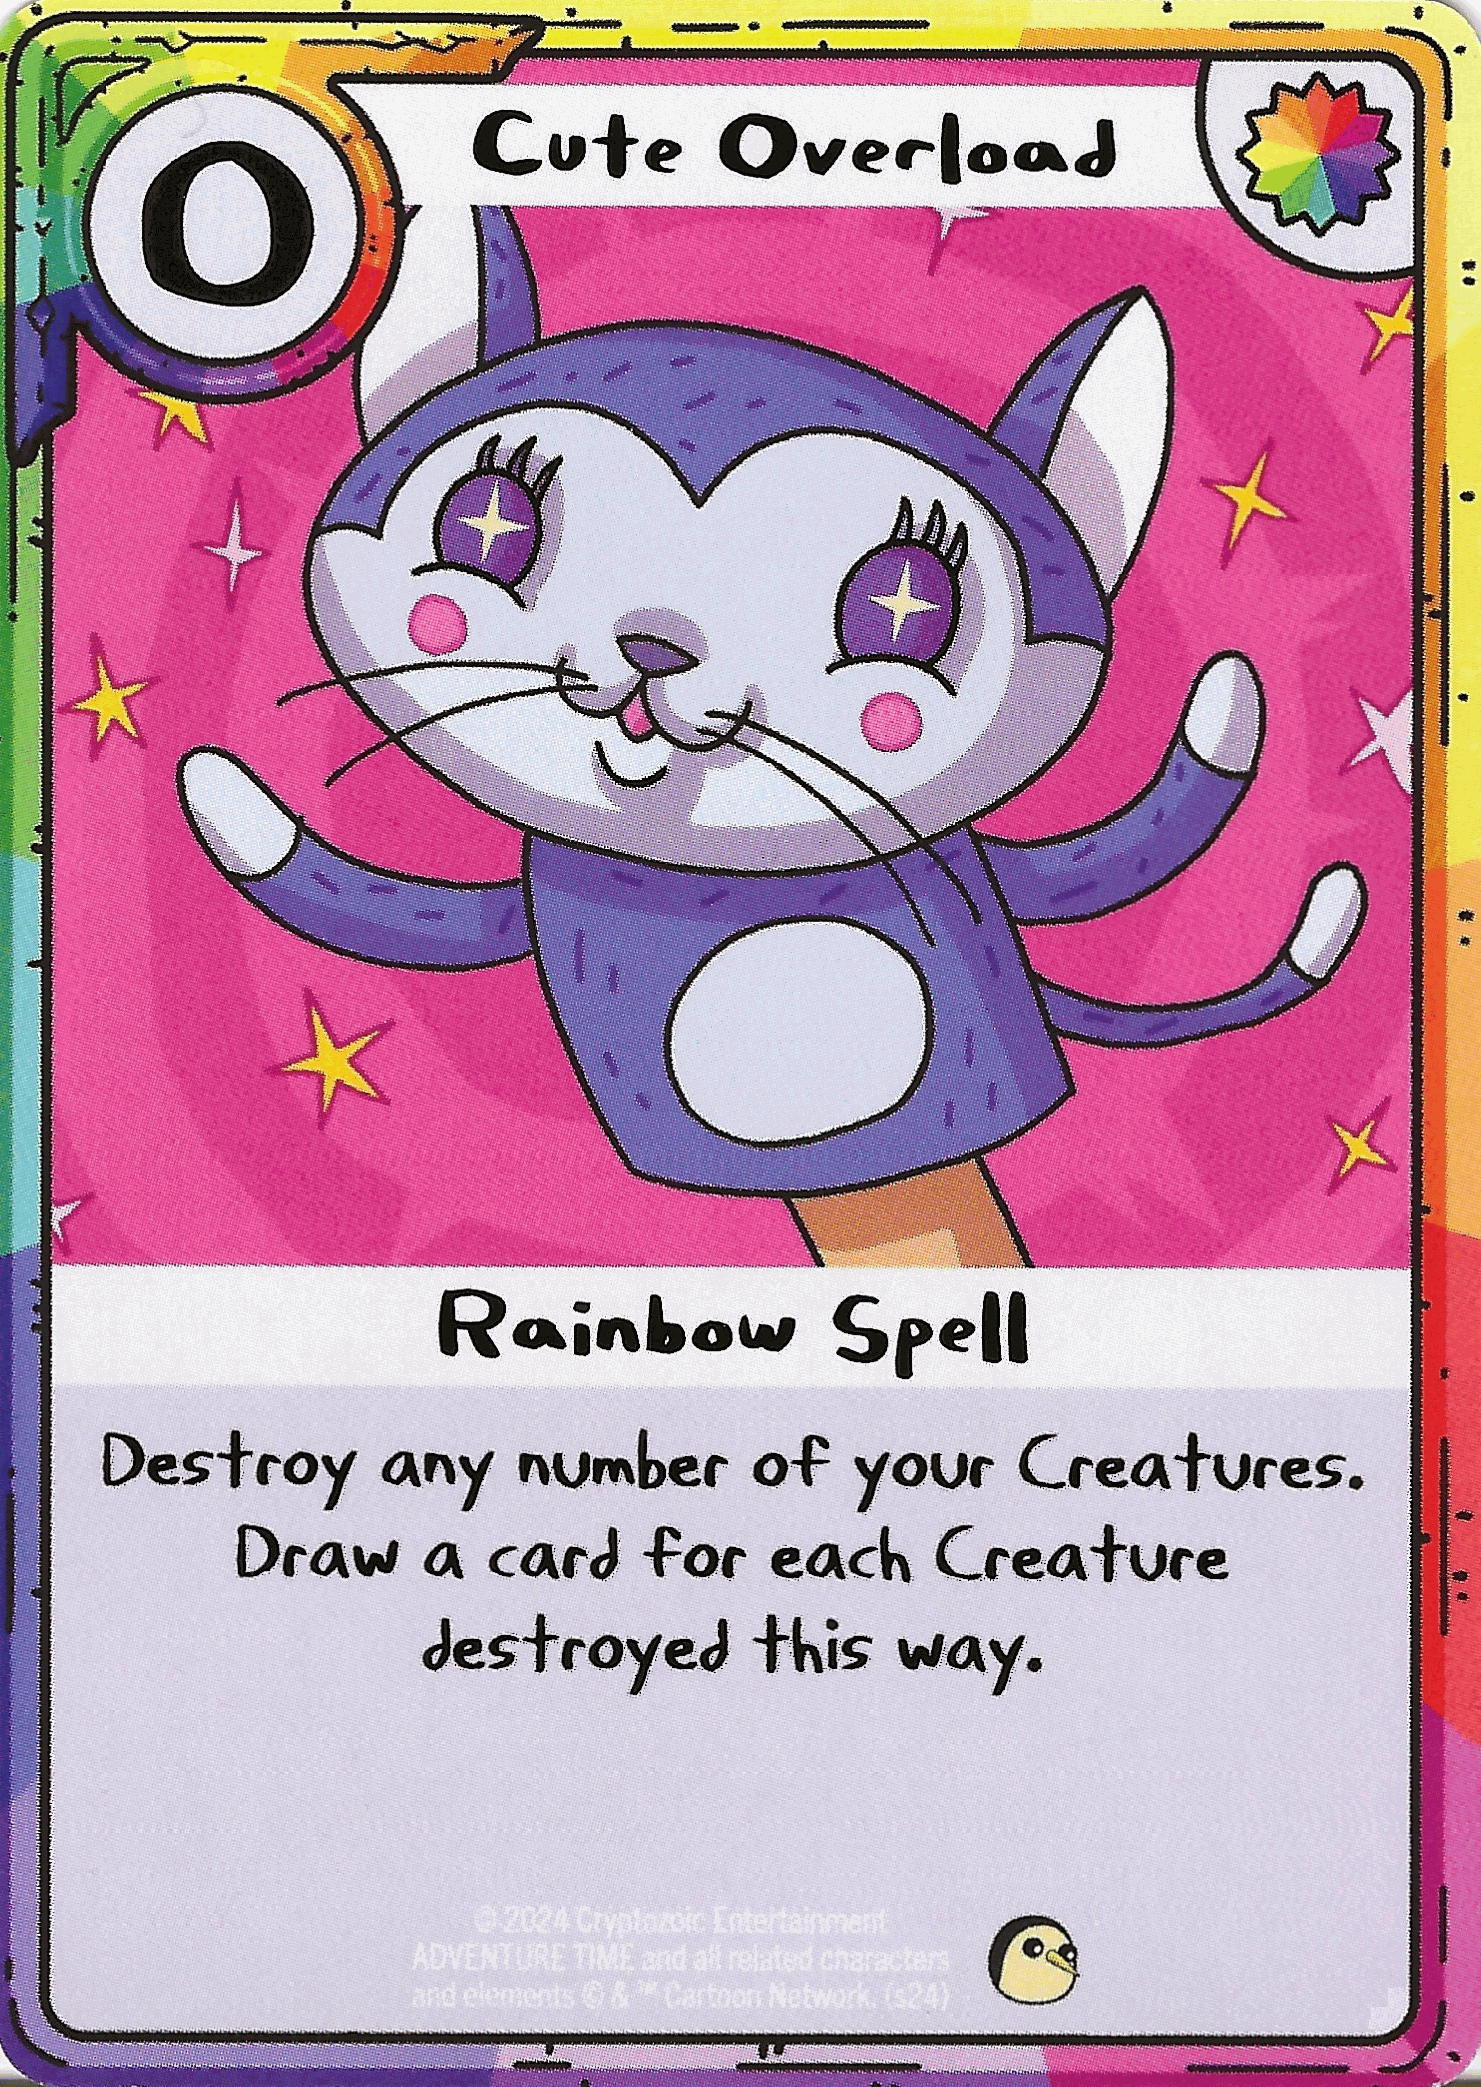 0
Cute Overload
Rainbow Spell
Destroy any number of your Creatures.
Draw a card for each Creature
destroyed this way.
© 2024 Cryptozoic Entertainment
ADVENTURE TIME and all related characters
and elements © & ™ Cartoon Network. (s24)